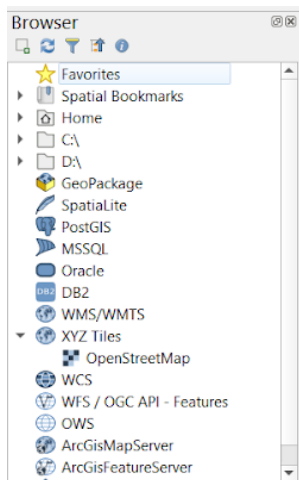 Browser
Favorites
Spatial Bookmarks
Home
C:\
D:\
GeoPackage
SpatiaLite
PostGIS
MSSQL
Oracle
DB2 DB2
WMS/WMTS
XYZ Tiles
OpenStreetMap
WCS
WFS / OGC API - Features
OWS
ArcGisMapServer
ArcGisFeatureServer